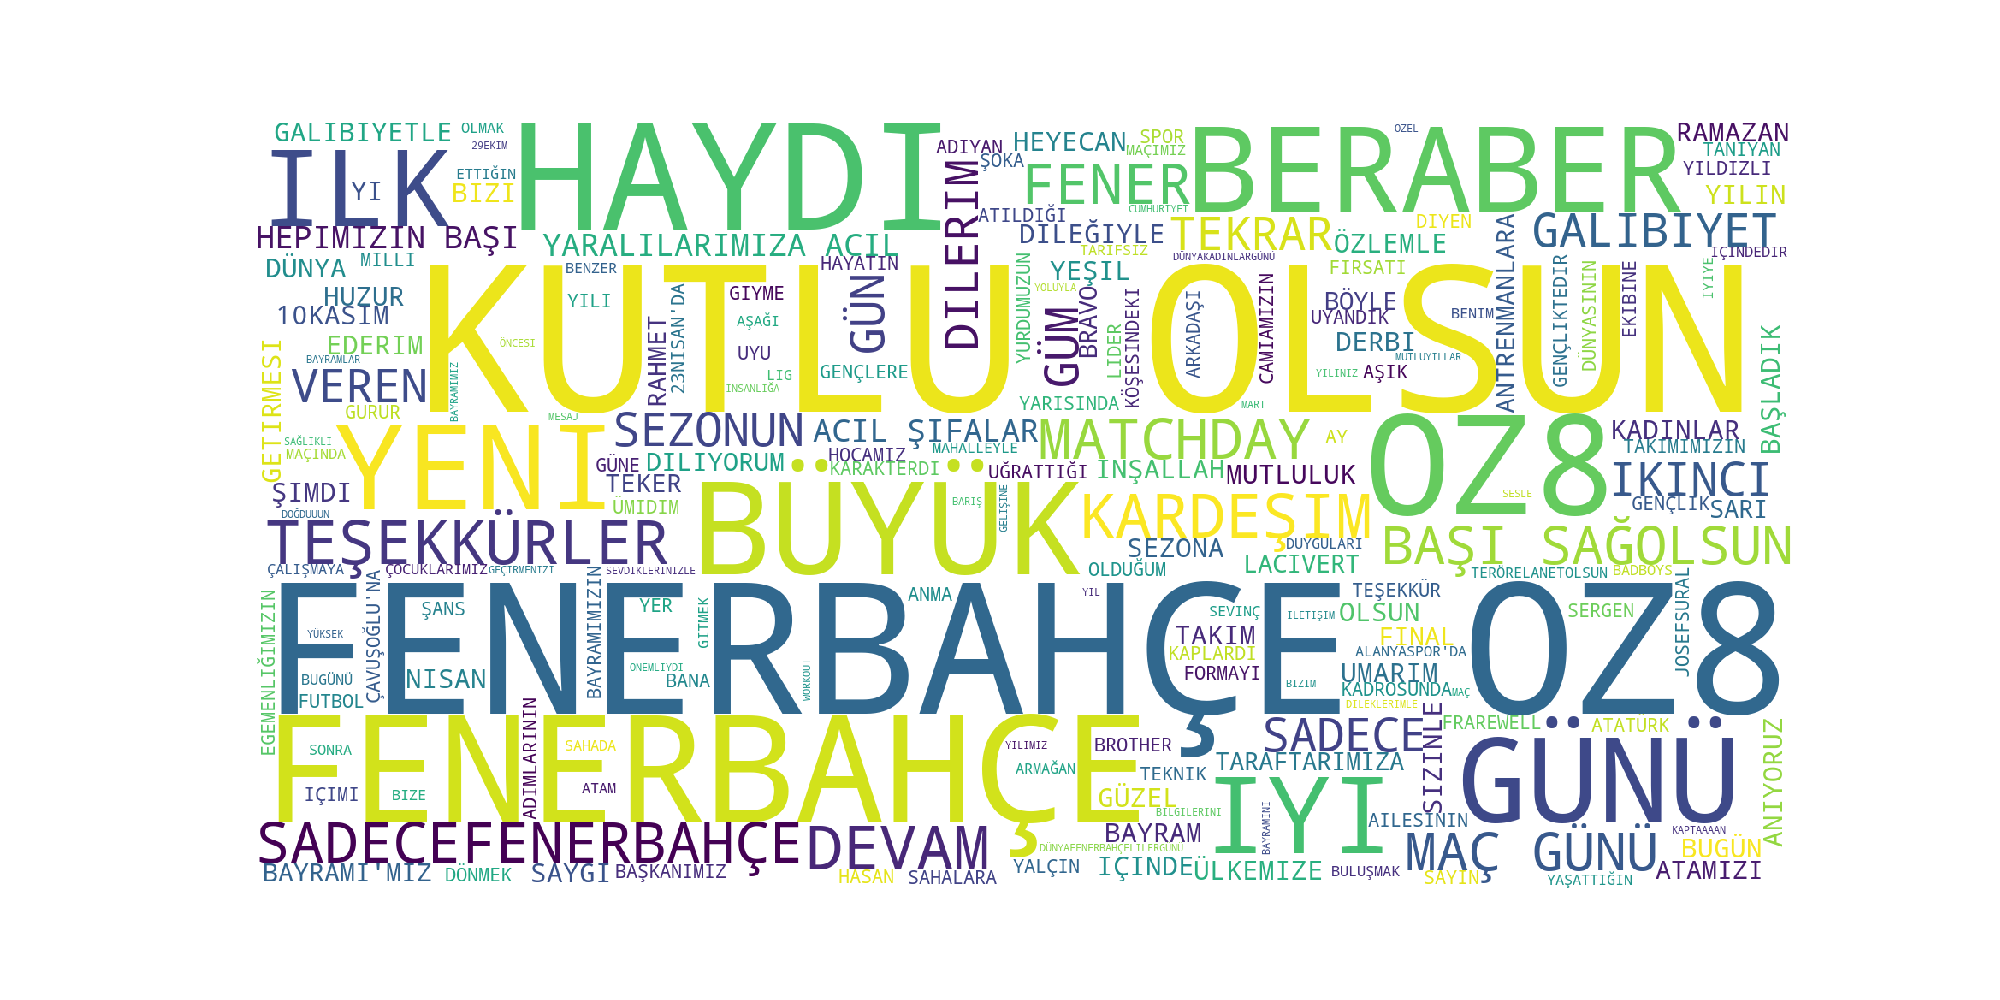 GALIBIYETLE
OLMAK
29EKIM
ILK
YI
ETTIĞIN
BIZI
HAYDI
ADIYAN
ŞOKA
DILERIM
HEYECAN
SPOR
MAÇIMIZ
FENER
CUMHURIYET
BERABER
OZEL
RAMAZAN
TANIYAN
YILDIZLI
YILIN
HEPIMIZIN BAŞI
YARALILARIMIZA ACIL
ATILDIĞI
DILEĞIYLE
TARIFSIZ
TEKRAR
DÜNYAKADINLARGÜNÜ
ÖZLEMLE
DIYEN
GALIBIYET
IÇINDEDIR
DÜNYA
MILLI
BENZER
HAYATIN
YEŞIL
YOLUYLA
FIRSATI
HUZUR
YILI
23NISAN'DA
GIYME
GÜN
YURDUMUZUN
GÜM
BRAVO
KÖŞESINDEKI
LIDER
ARKADAŞI
CAMIAMIZIN
BÖYLE
UYANDIK
BENIM
ANTRENMANLARA
GENÇLIKTEDIR
DÜNYASININ
EKIBINE
IYIYE
BAŞLADIK
10KASIM
EDERIM
BAYRAMLAR
KUTLU OLSUN
ÖNCESI
RAHMET
AŞAĞI
UYU
LIG
INSANLIĞA
GENÇLERE
DERBI
MUTLUYILLAR
YILINIZ
AŞIK
GETIRMESI
VEREN
BAYRAMIMIZ
GURUR
MESAJ
YARISINDA
MART
SAĞLIKLI
MAÇINDA
YENI
SEZONUN
ACIL ŞIFALAR
MATCHDAY
AY
OZ8
KADINLAR
TAKIMIMIZIN
HOCAMIZ
MAHALLEYLE
GÜNE
DILIYORUM
KARAKTERDI
UĞRATTIĞI
INŞALLAH
MUTLULUK
IKINCI
ŞIMDI
TEKER
ÜMIDIM
BÜYÜK
BARIŞ
GELIŞINE
KARDEŞIM
SESLE
GENÇLIK
SARI
DOĞDUUUN
TEŞEKKÜRLER
SEZONA
DUYGULARI
BAŞI SAĞOLSUN
ÇALIŞVAYA
ÇOCUKLARIMIZ
GEÇIRMENIZI
SEVDIKLERINIZLE
OLDUĞUM
LACIVERT
TERÖRELANETOLSUN
BADBOYS
EGEMENLIĞIMIZIN
ÇAVUŞOĞLU'NA
ŞANS
BAYRAMIMIZIN
YER
GITMEK
ANMA
YIL
SEVINÇ
ILETIŞIM
TEŞEKKÜR
OLSUN
SERGEN
JOSEFSURAL
FENERBAHÇE OZ8
YÜKSEK
ONEMLIYDI
TAKIM
KAPLARDI
FINAL
ALANYASPOR'DA
BUGÜNÜ
NISAN
BANA
WORKOU
FORMAYI
BIZIM
UMARIM
KADROSUNDA
MAÇ
FUTBOL
DILEKLERIMLE
FENERBAHÇE
ADIMLARININ
SONRA
SAHADA
YILIMIZ
BROTHER
SADECE
SIZINLE
FRAREWELL
ATATÜRK
ANIYORUZ
IÇIMI
BIZE
ATAM
ARMAĞAN
TEKNIK
TARAFTARIMIZA
GÜNÜ
GÜZEL
IYI
BILGILERINI
BAYRAMINI
AILESININ
SADECEFENERBAHÇE
DEVAM
BAYRAM
DÜNYAFENERBAHÇELILERGÜNÜ
MAÇ GÜNÜ
KAPTAAAAN
BUGÜN
BAYRAMI'MIZ
DÖNMEK
SAYGI
BAŞKANIMIZ
HASAN
SAHALARA
YALÇIN
IÇINDE
ÜLKEMIZE
BULUŞMAK
SAYIN
YAŞATTIĞIN
ATAMIZI